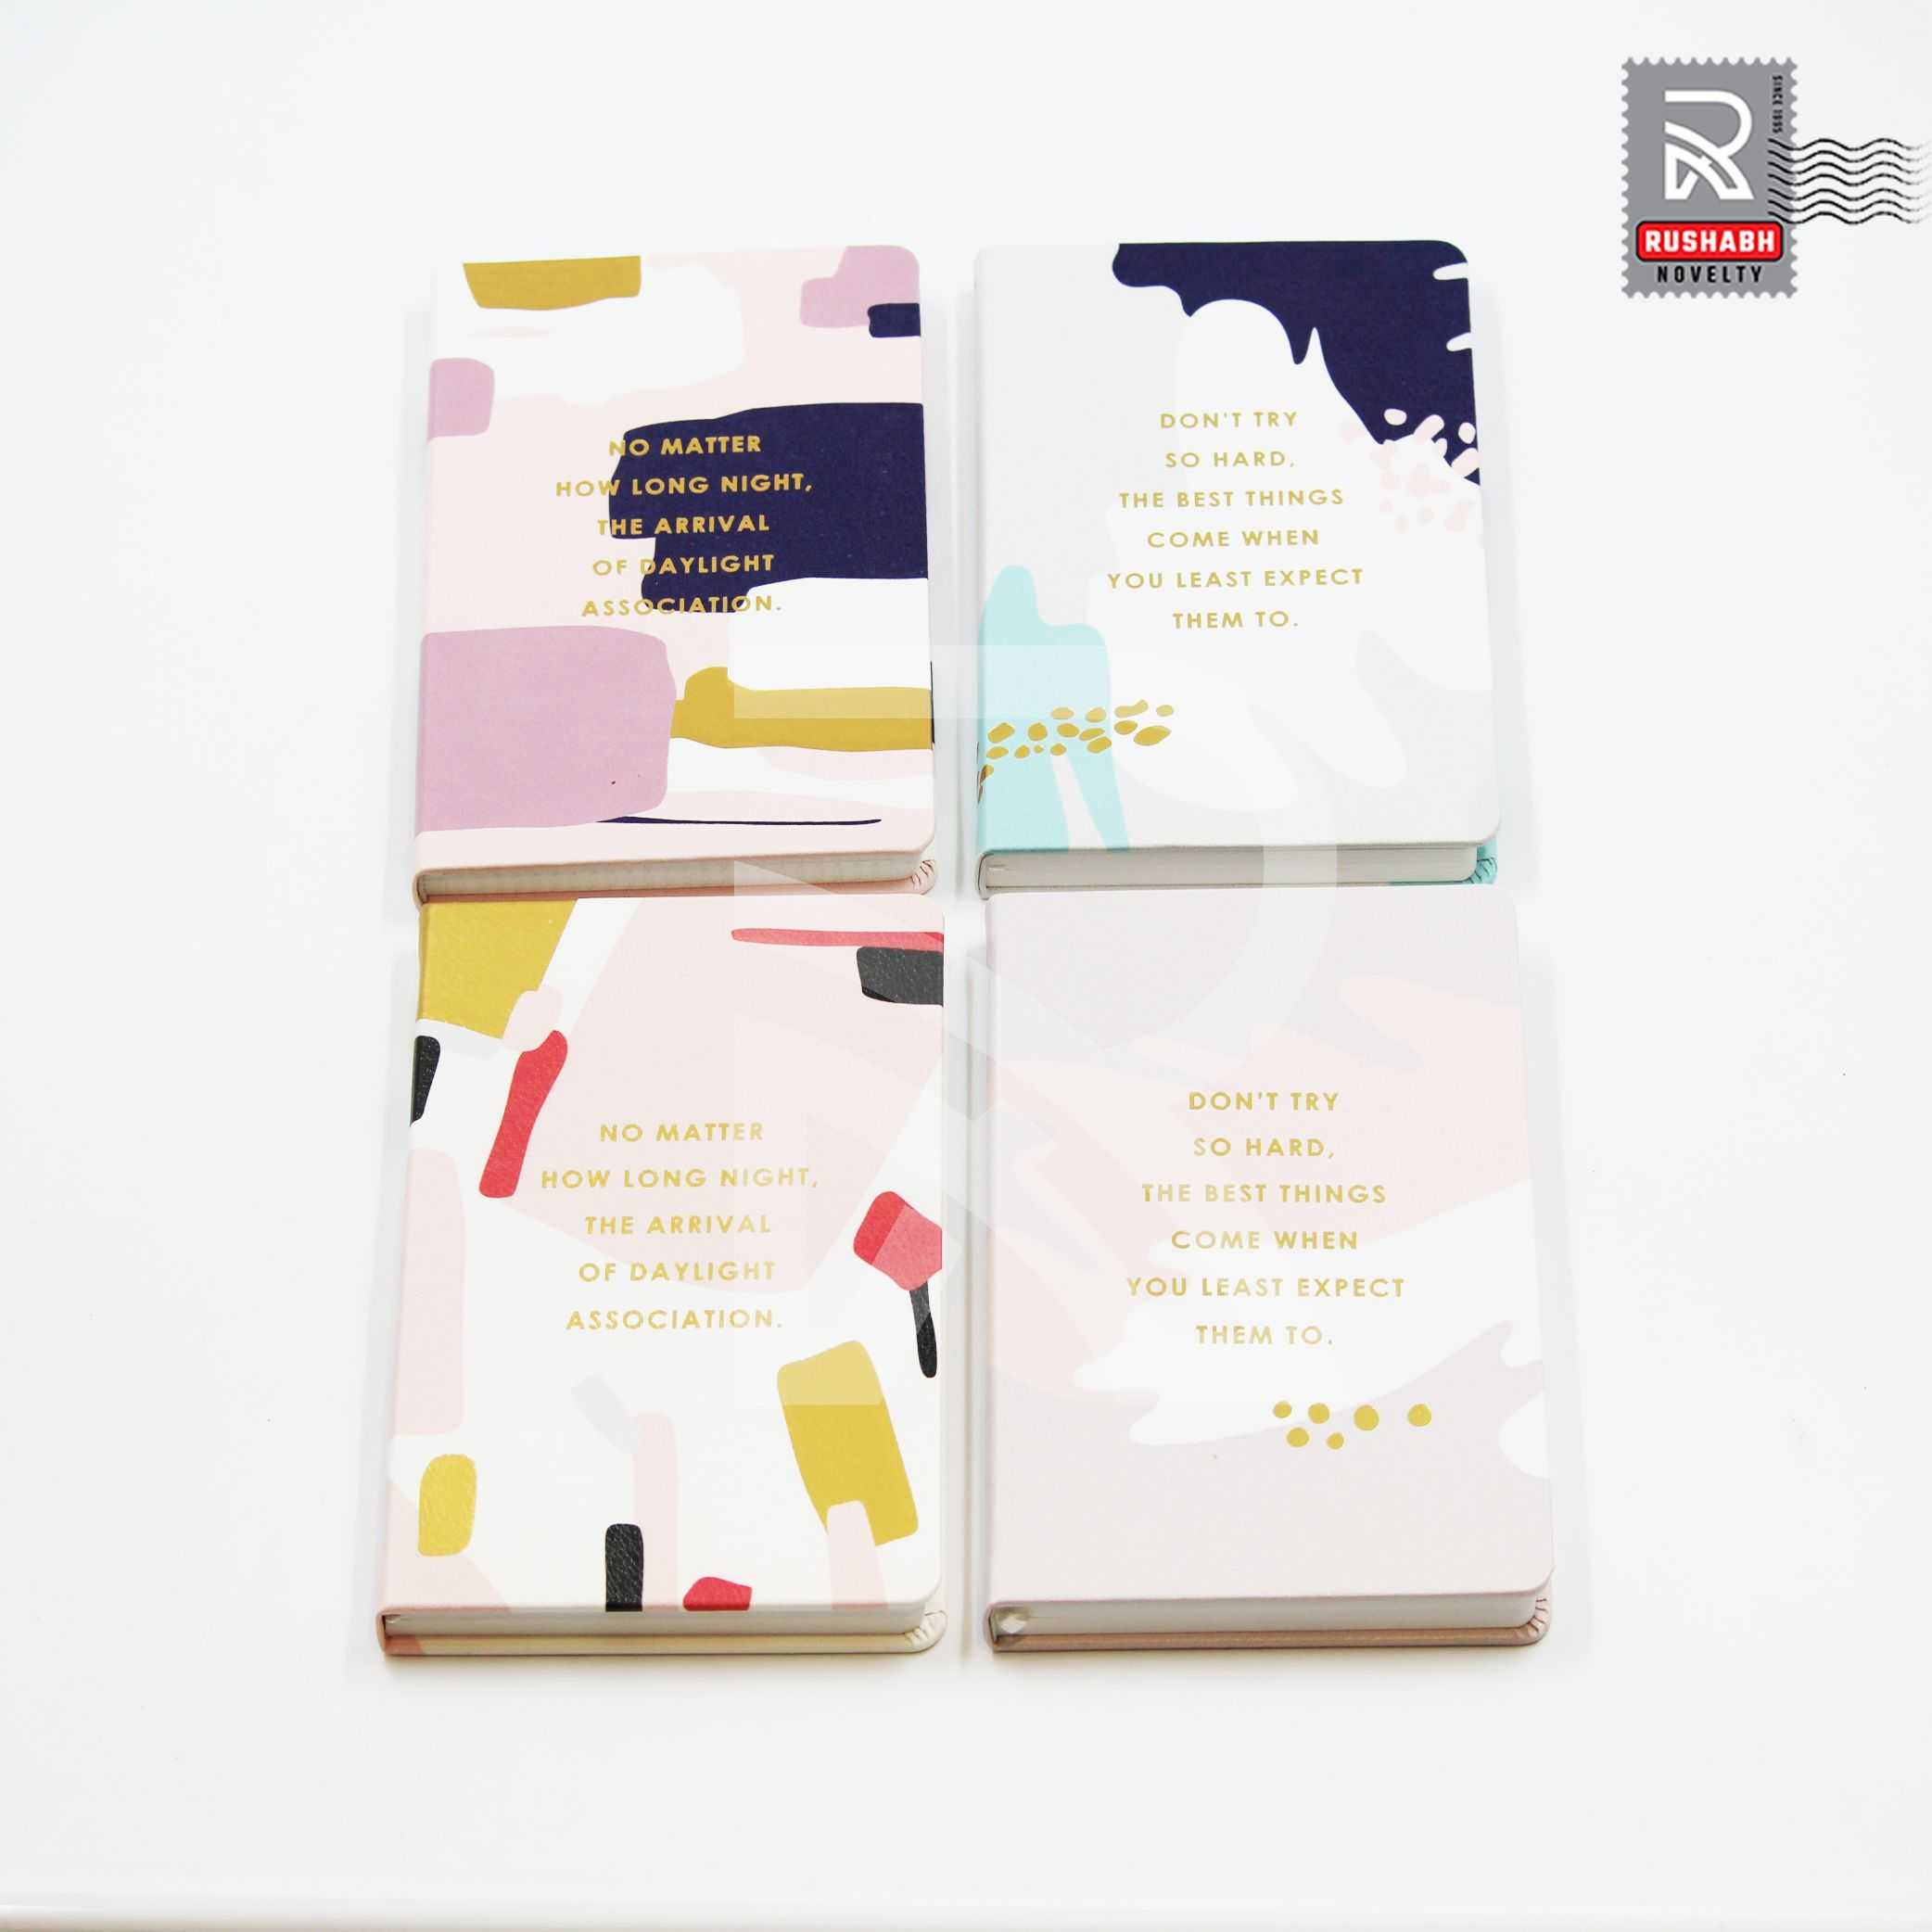 SINCE 1995
RUSHABH
NOVELTY
NO MATTER
HOW LONG NIGHT,
THE ARRIVAL
OF DAYLIGHT
ASSOCIATION.
DON'T TRY
SO HARD,
THE BEST THINGS
COME WHEN
YOU LEAST EXPECT
THEM TO.
NO MATTER
HOW LONG NIGHT,
THE ARRIVAL
OF DAYLIGHT
ASSOCIATION.
DON'T TRY
SO HARD,
THE BEST THINGS
COME WHEN
YOU LEAST EXPECT
THEM TO.